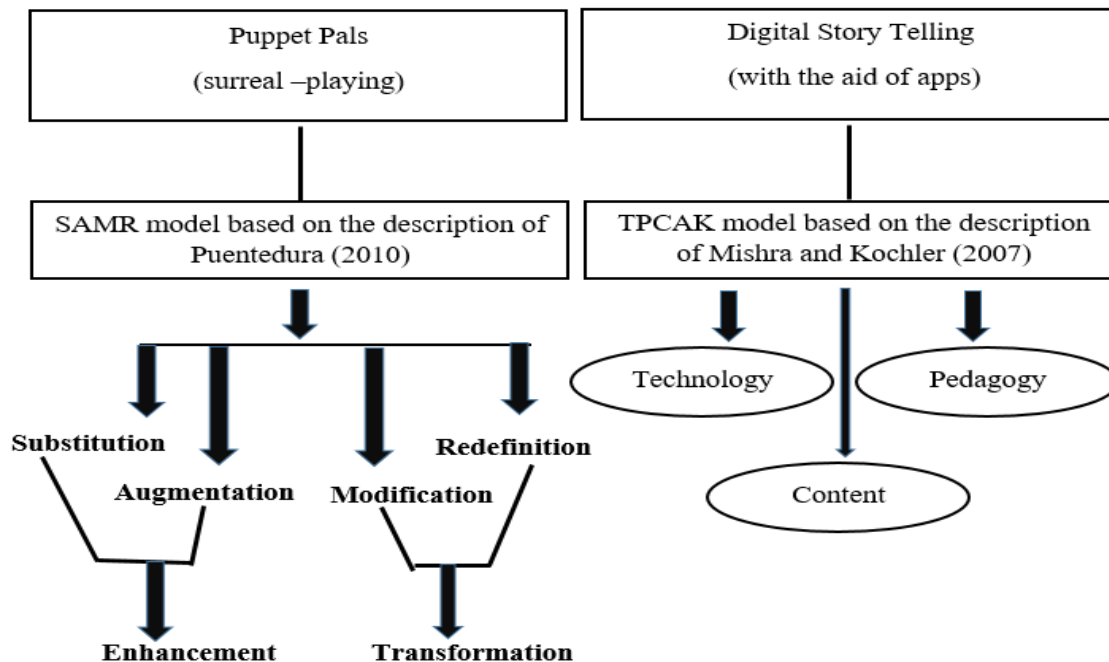 Puppet Pals
(surreal –playing)
Digital Story Telling
(with the aid of apps)
SAMR model based on the description of
Puentedura (2010)
TPCAK model based on the description
of Mishra and Kochler (2007)
Technology
Pedagogy
Content
Substitution
Augmentation
Modification
Redefinition
Enhancement
Transformation